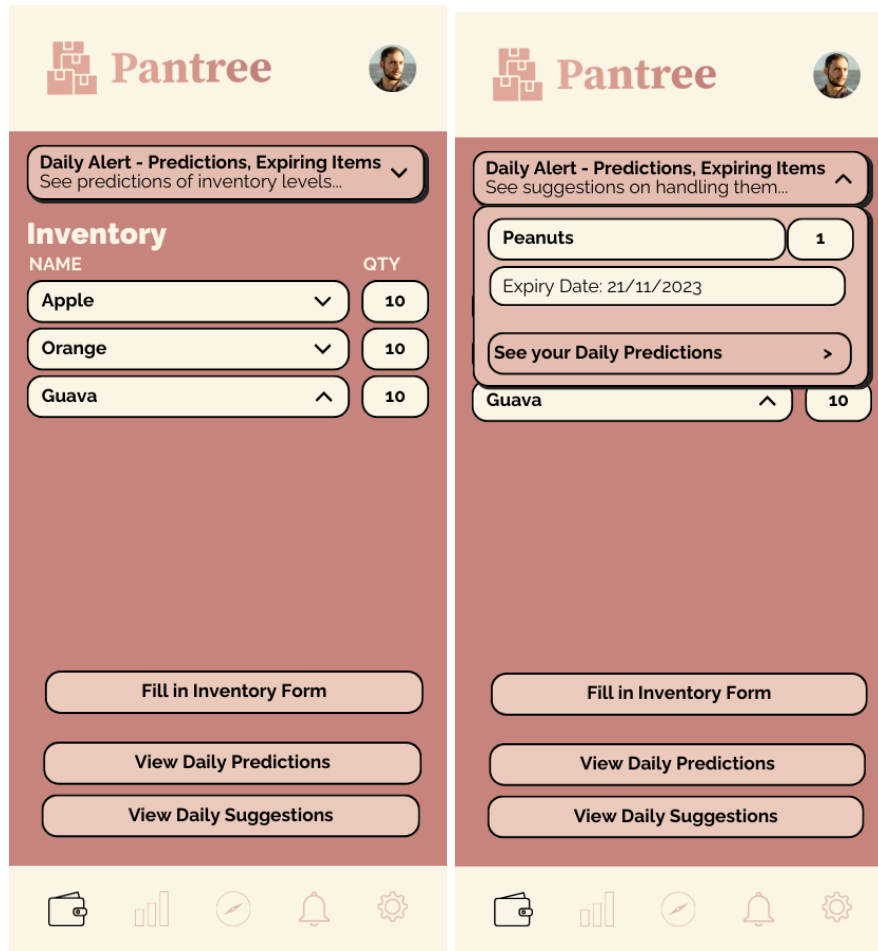 Pantree
Daily Alert - Predictions, Expiring Items
See predictions of inventory levels...
Inventory
NAME QTY
Apple 10
Orange 10
Guava 10
Fill in Inventory Form
View Daily Predictions
View Daily Suggestions
Pantree
Daily Alert - Predictions, Expiring Items
See suggestions on handling them...
Peanuts 1
Expiry Date: 21/11/2023
See your Daily Predictions >
Guava 10
Fill in Inventory Form
View Daily Predictions
View Daily Suggestions